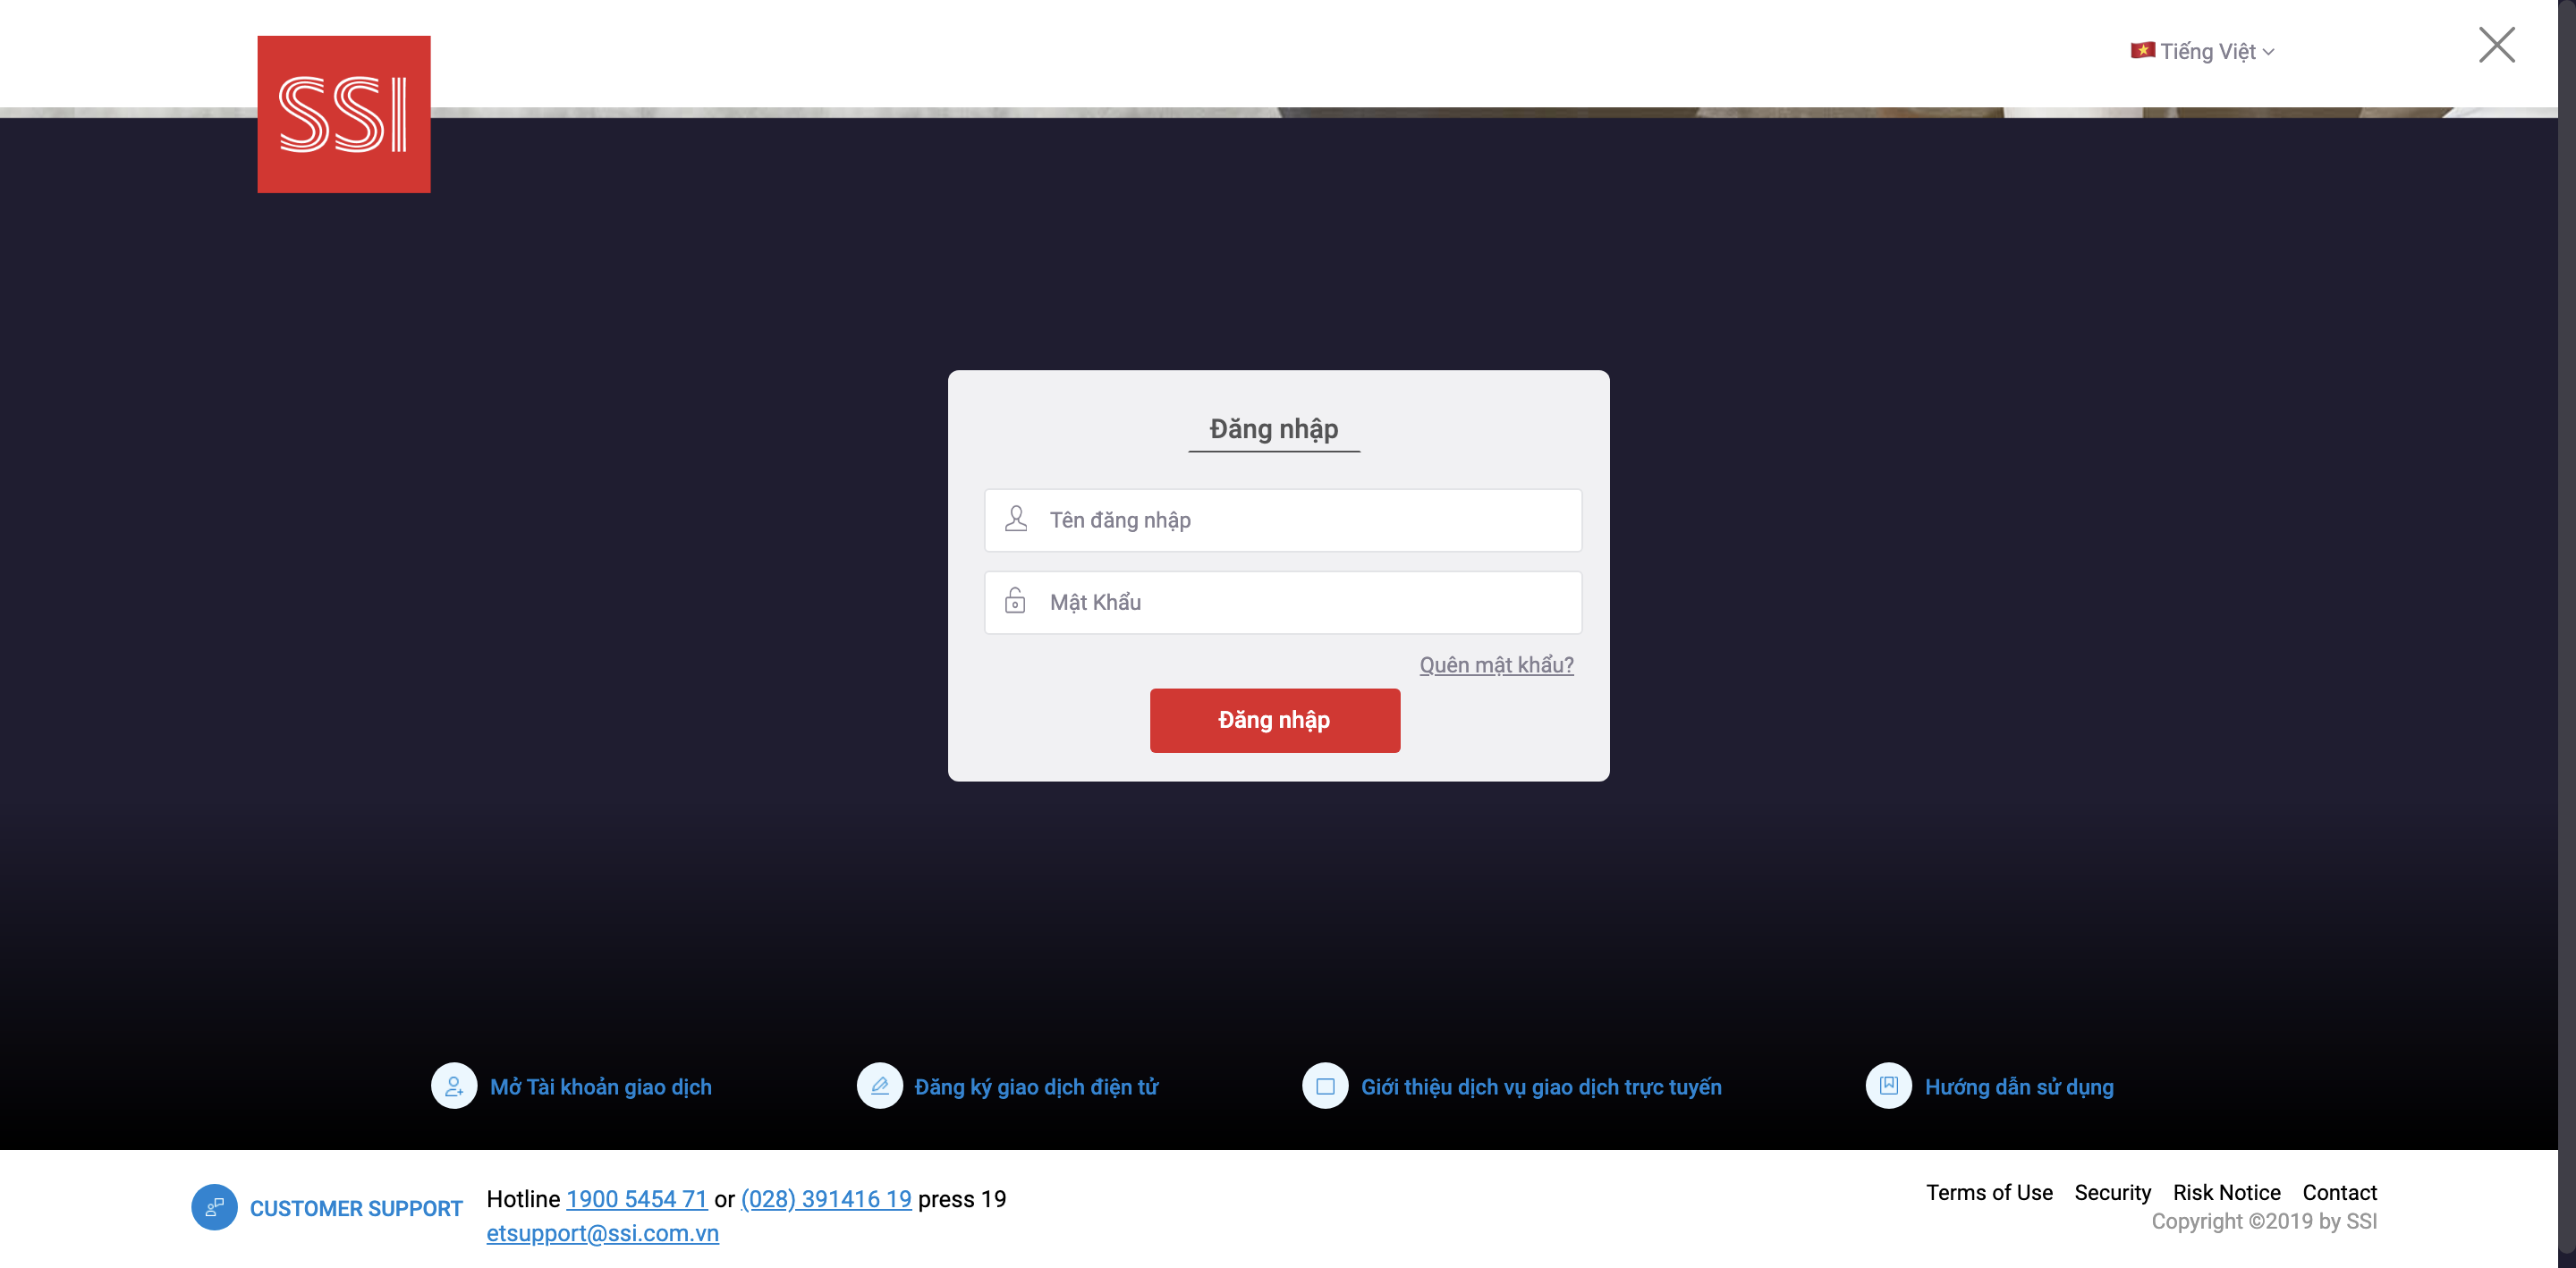 SSI
Tiếng Việt
Đăng nhập
Tên đăng nhập
Mật Khẩu
Quên mật khẩu?
Đăng nhập
Mở Tài khoản giao dịch
Đăng ký giao dịch điện tử
Giới thiệu dịch vụ giao dịch trực tuyến
Hướng dẫn sử dụng
CUSTOMER SUPPORT
Hotline 1900 5454 71 or (028) 391416 19 press 19
etsupport@ssi.com.vn
Terms of Use Security Risk Notice Contact
Copyright ©2019 by SSI